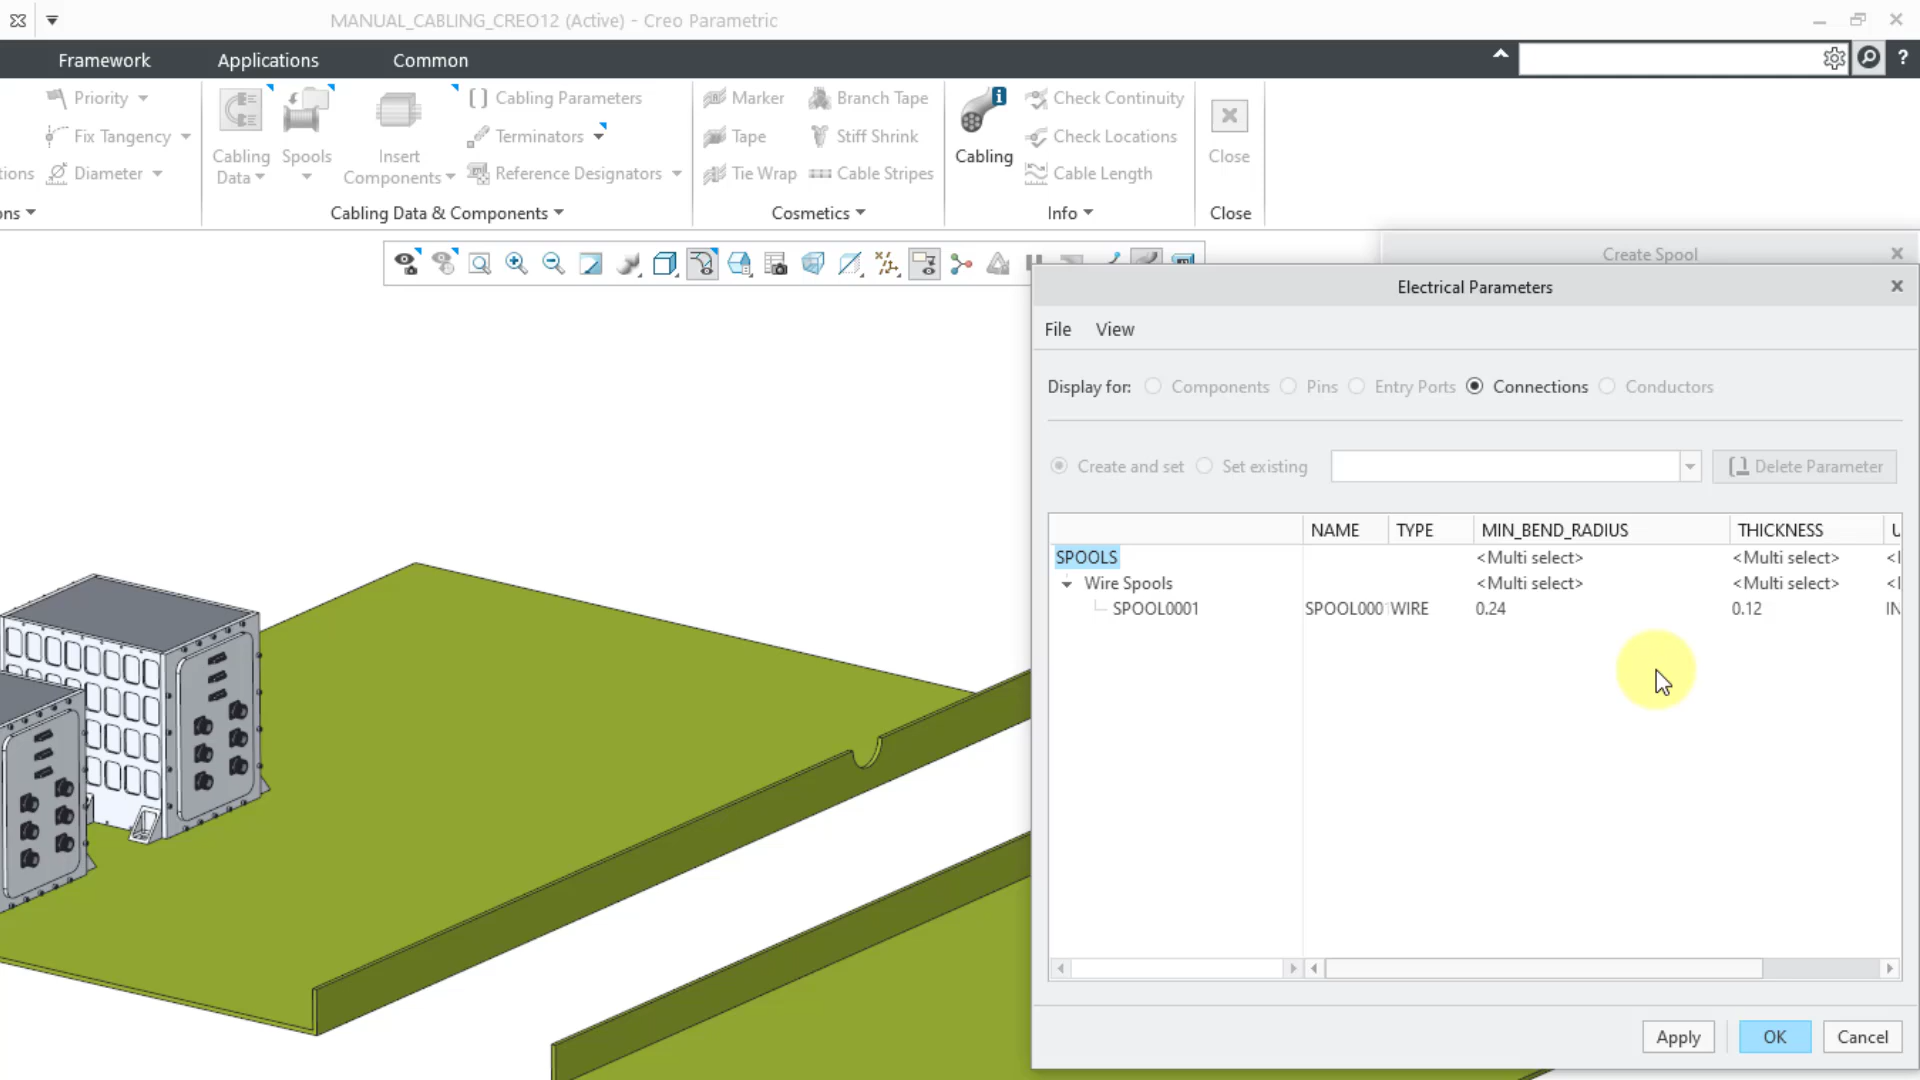 MANUAL_CABLING_CREO12 (Active) - Creo Parametric
Framework Applications Common ?
Priority
Fix Tangency
tions Diameter
ns
Cabling Data
Spools
Insert Components
Cabling Parameters
Terminators
Reference Designators
Cabling Data & Components
Marker Branch Tape
Tape Stiff Shrink
Tie Wrap Cable Stripes
Cosmetics
Cabling
Check Continuity
Check Locations
Cable Length
Info
Close
Close
Create Spool
Electrical Parameters
File View
Display for: Components Pins Entry Ports Connections Conductors
Create and set Set existing Delete Parameter
NAME TYPE MIN_BEND_RADIUS THICKNESS U
SPOOLS <Multi select> <Multi select> <I
Wire Spools <Multi select> <Multi select> <I
SPOOL0001 SPOOL000 WIRE 0.24 0.12 IN
Apply OK Cancel